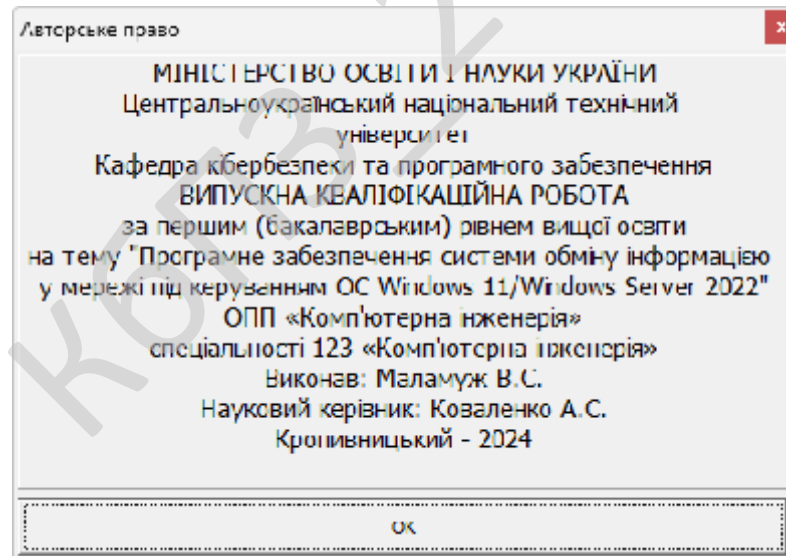 Авторське право
МІНІСТЕРСТВО ОСВІТИ І НАУКИ УКРАЇНИ
Центральноукраїнський національний технічний
університет
Кафедра кібербезпеки та програмного забезпечення
ВИПУСКНА КВАЛІФІКАЦІЙНА РОБОТА
за першим (бакалаврським) рівнем вищої освіти
на тему "Програмне забезпечення системи обміну інформацією
у мережі під керуванням ОС Windows 11/Windows Server 2022"
ОПП «Комп'ютерна інженерія»
спеціальності 123 «Комп'ютерна інженерія»
Виконав: Маламуж В.С.
Науковий керівник: Коваленко А.С.
Кропивницький - 2024
ОК